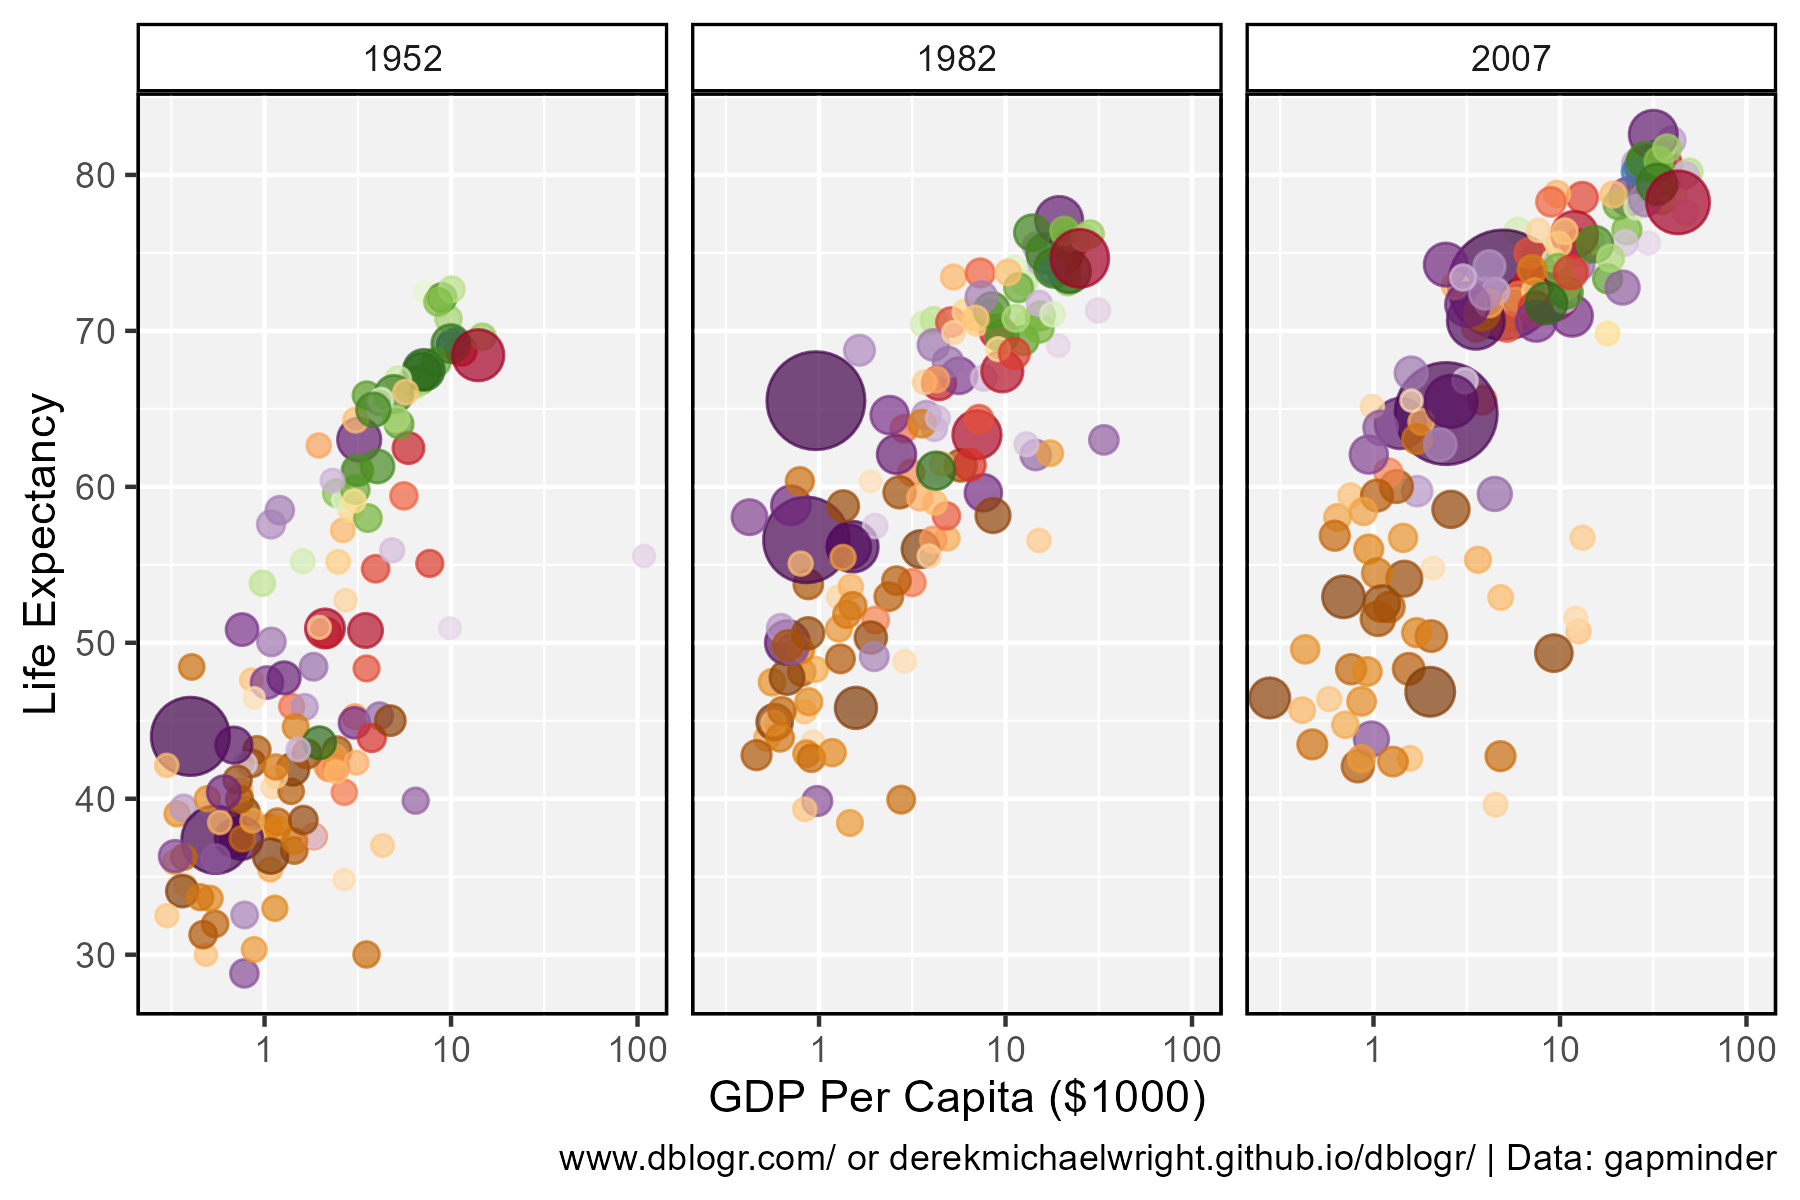 1952
1982
2007
80
70
60
50
40
30
Life Expectancy
1 10 100
1 10 100
1 10 100
GDP Per Capita ($1000)
www.dblogr.com/ or derekmichaelwright.github.io/dblogr/ | Data: gapminder